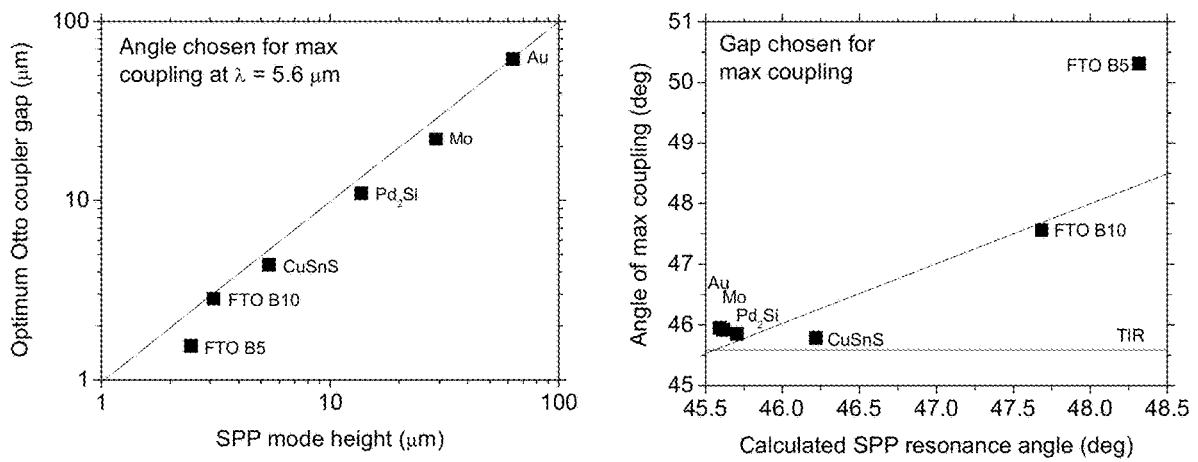 Optimum Otto coupler gap (μm)
100
10
1
Angle chosen for max
coupling at λ = 5.6 μm
Au
Mo
Pd₂Si
CuSnS
FTO B10
FTO B5
1
10
100
SPP mode height (μm)
Angle of max coupling (deg)
51
50
49
48
47
46
45
Gap chosen for
max coupling
FTO B5
FTO B10
Au
Mo
Pd₂Si
CuSnS
TIR
45.5
46.0
46.5
47.0
47.5
48.0
48.5
Calculated SPP resonance angle (deg)